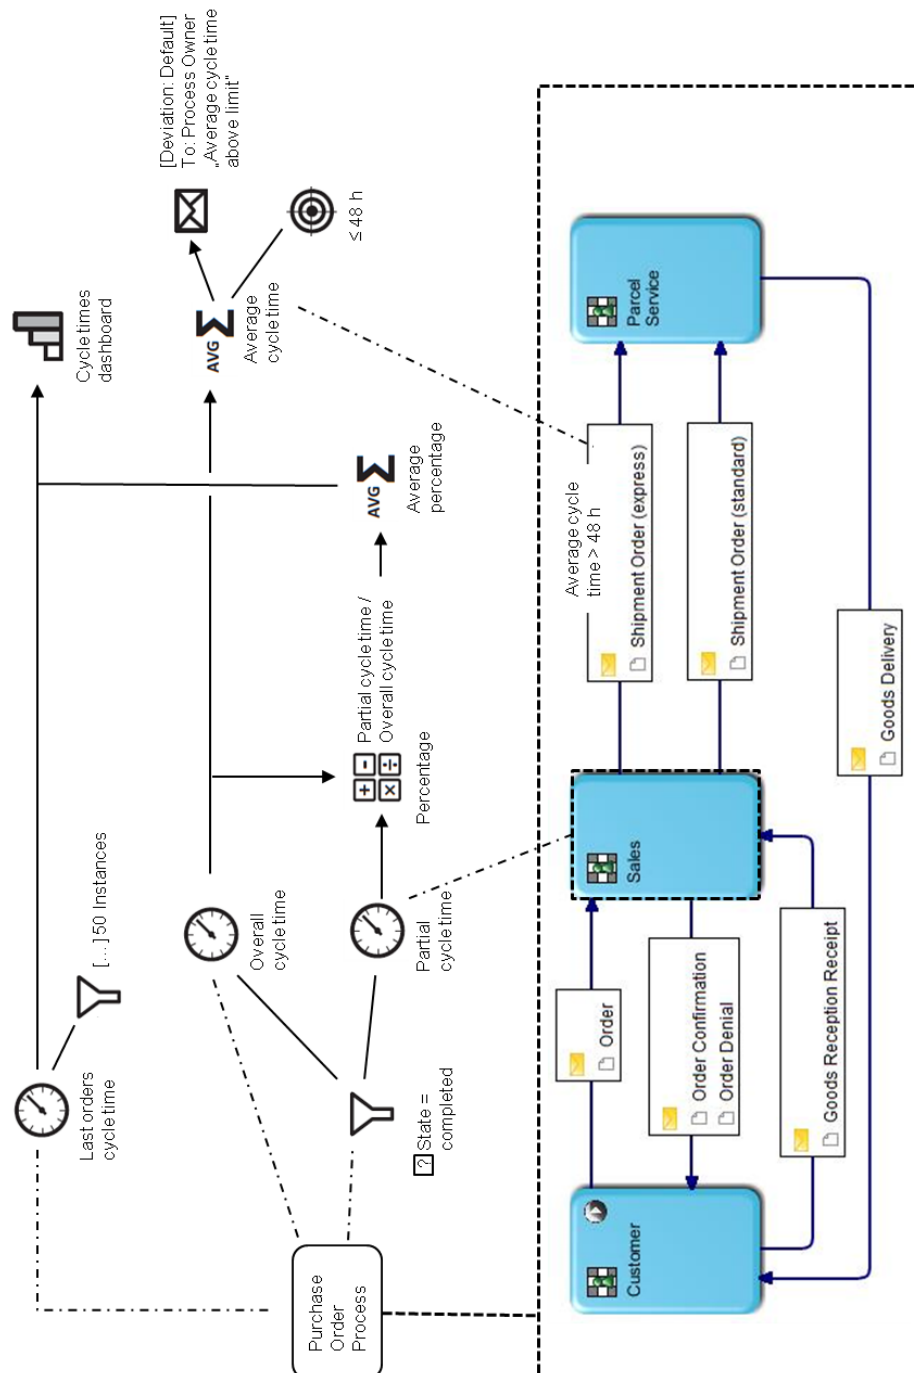 Purchase
Order
Process
Last orders
cycle time
[...] 50 Instances
Cycle times
dashboard
Overall
cycle time
AVG
Average
cycle time
[Deviation: Default]
To: Process Owner
„Average cycle time
above limit"
≤ 48 h
? State =
completed
Partial
cycle time
Percentage
Partial cycle time /
Overall cycle time
AVG
Average
percentage
Average cycle
time > 48 h
Customer
Order
Order Confirmation
Order Denial
Goods Reception Receipt
Sales
Shipment Order (express)
Shipment Order (standard)
Goods Delivery
Parcel
Service